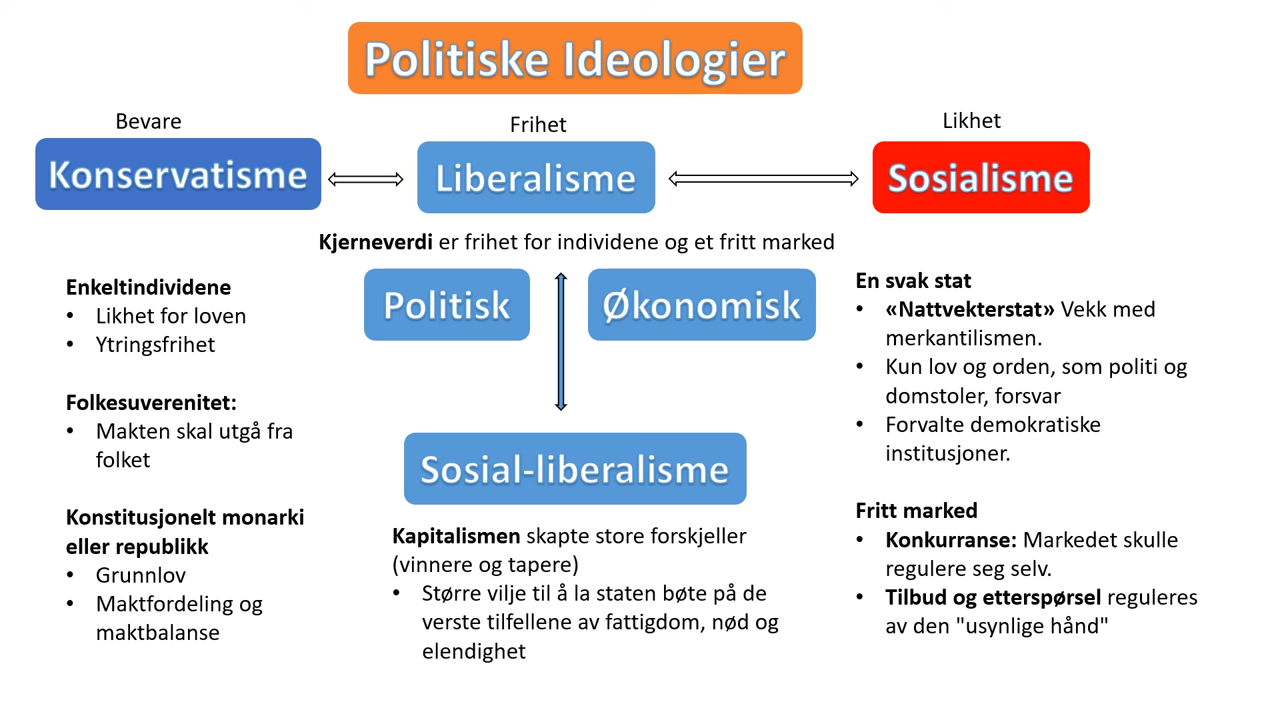 Politiske Ideologier
Bevare
Frihet
Likhet
Konservatisme
Liberalisme
Sosialisme
Kjerneverdi er frihet for individene og et fritt marked
Politisk
Økonomisk
Enkeltindividene
• Likhet for loven
• Ytringsfrihet
Folkesuverenitet:
• Makten skal utgå fra
folket
Konstitusjonelt monarki
eller republikk
• Grunnlov
• Maktfordeling og
maktbalanse
Sosial-liberalisme
Kapitalismen skapte store forskjeller
(vinnere og tapere)
• Større vilje til å la staten bøte på de
verste tilfellene av fattigdom, nød og
elendighet
En svak stat
• «Nattvekterstat» Vekk med
merkantilismen.
• Kun lov og orden, som politi og
domstoler, forsvar
• Forvalte demokratiske
institusjoner.
Fritt marked
• Konkurranse: Markedet skulle
regulere seg selv.
• Tilbud og etterspørsel reguleres
av den "usynlige hånd"